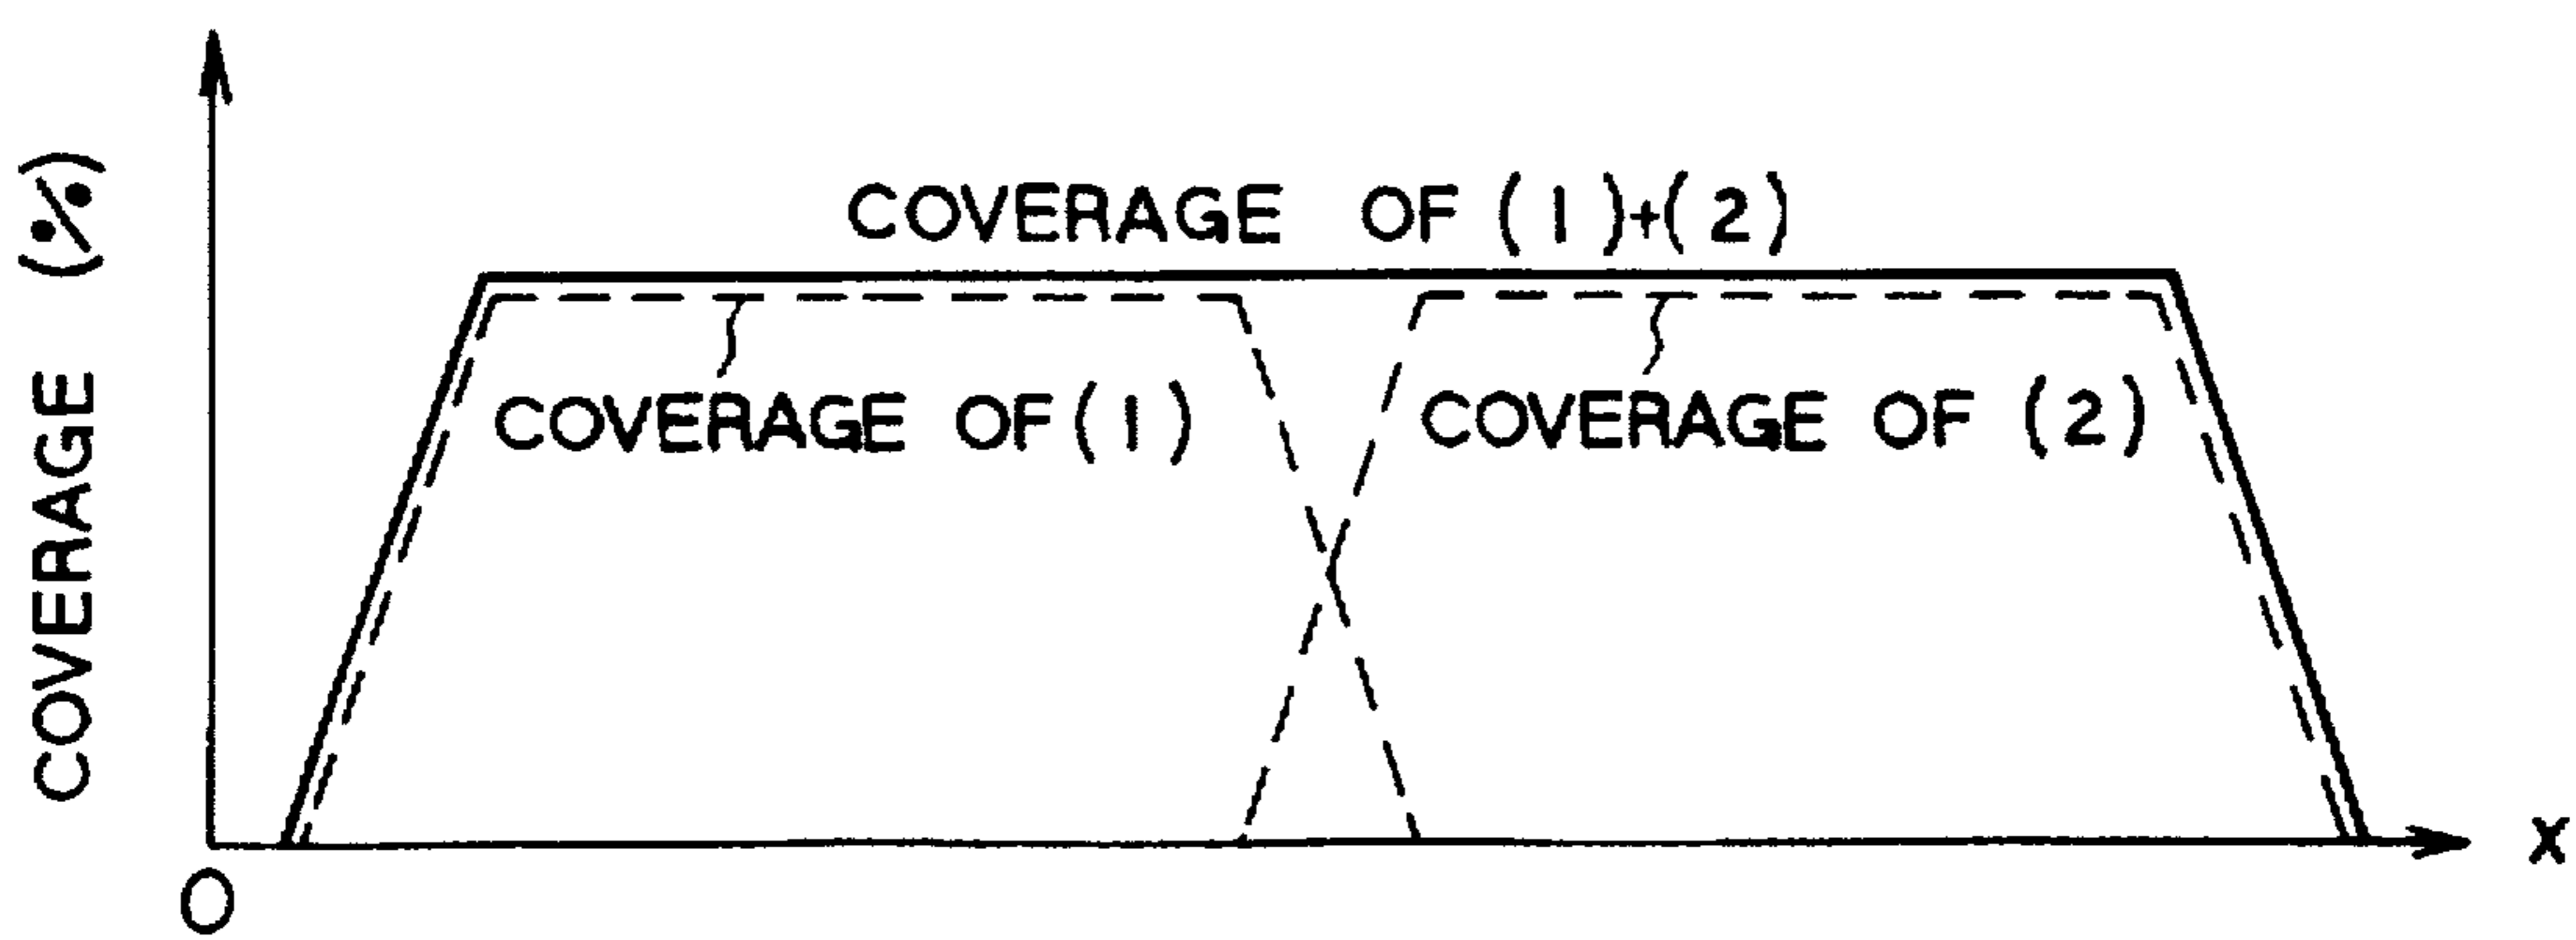 COVERAGE (%)
COVERAGE OF (1)+(2)
COVERAGE OF (1)
COVERAGE OF (2)
O
X